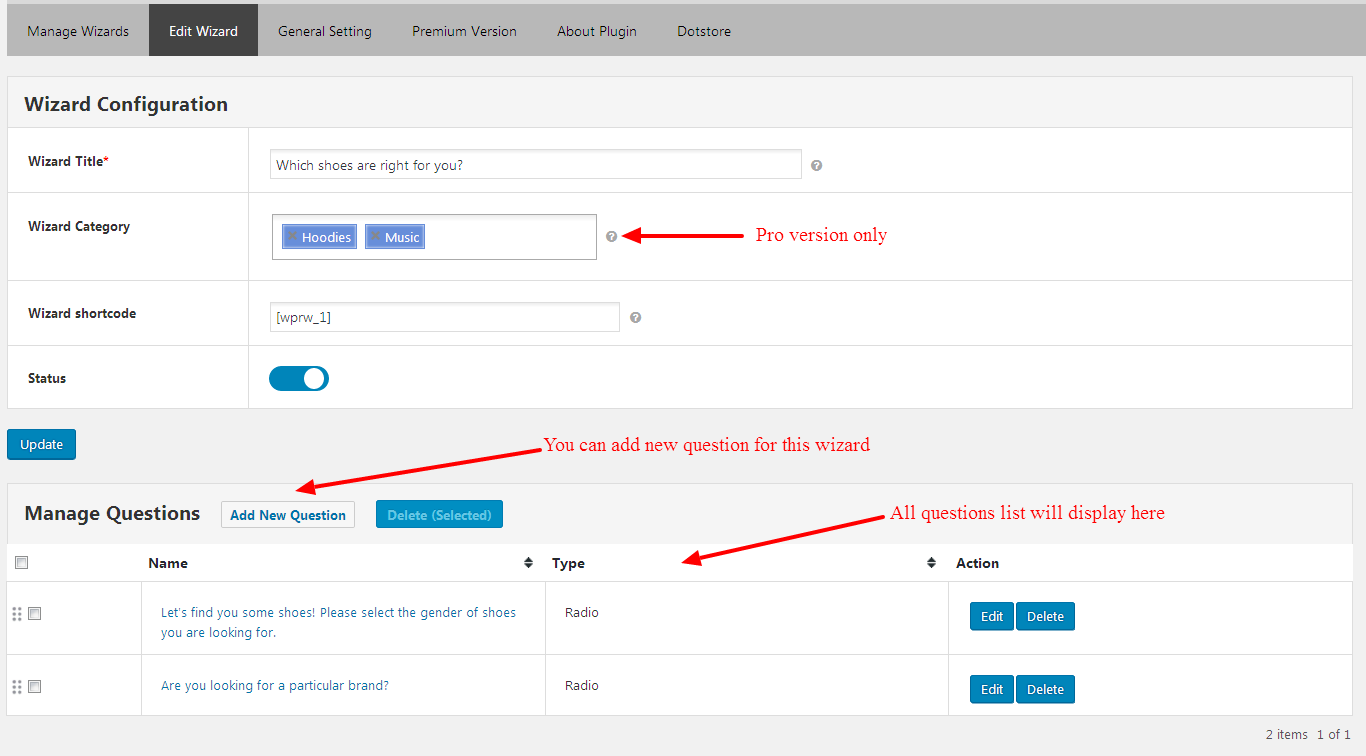 Manage Wizards Edit Wizard General Setting Premium Version About Plugin Dotstore
Wizard Configuration
Wizard Title* Which shoes are right for you? ?
Wizard Category × Hoodies × Music ? Pro version only
Wizard shortcode [wprw_1] ?
Status
Update
You can add new question for this wizard
Manage Questions Add New Question Delete (Selected)
All questions list will display here
Name Type Action
Let's find you some shoes! Please select the gender of shoes
you are looking for.
Radio Edit Delete
Are you looking for a particular brand? Radio Edit Delete
2 items 1 of 1